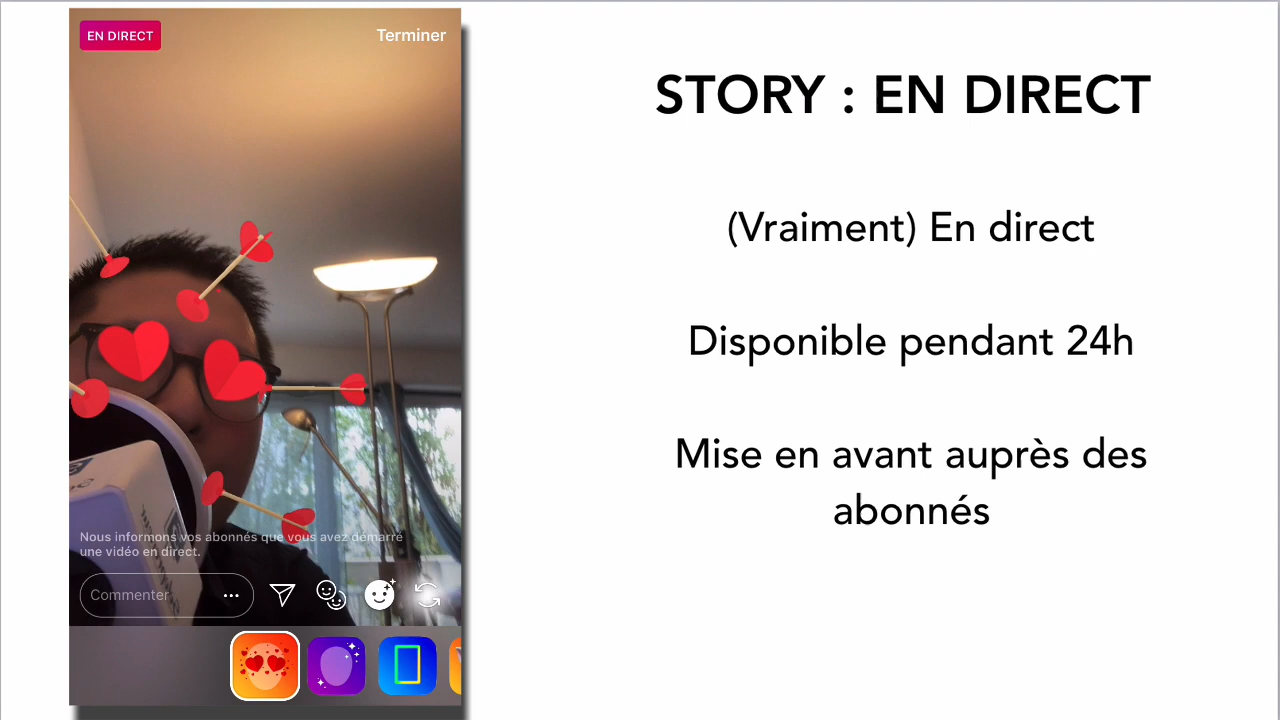 EN DIRECT
Terminer
Nous informons vos abonnés que vous avez démarré
une vidéo en direct.
Commenter
STORY : EN DIRECT
(Vraiment) En direct
Disponible pendant 24h
Mise en avant auprès des
abonnés